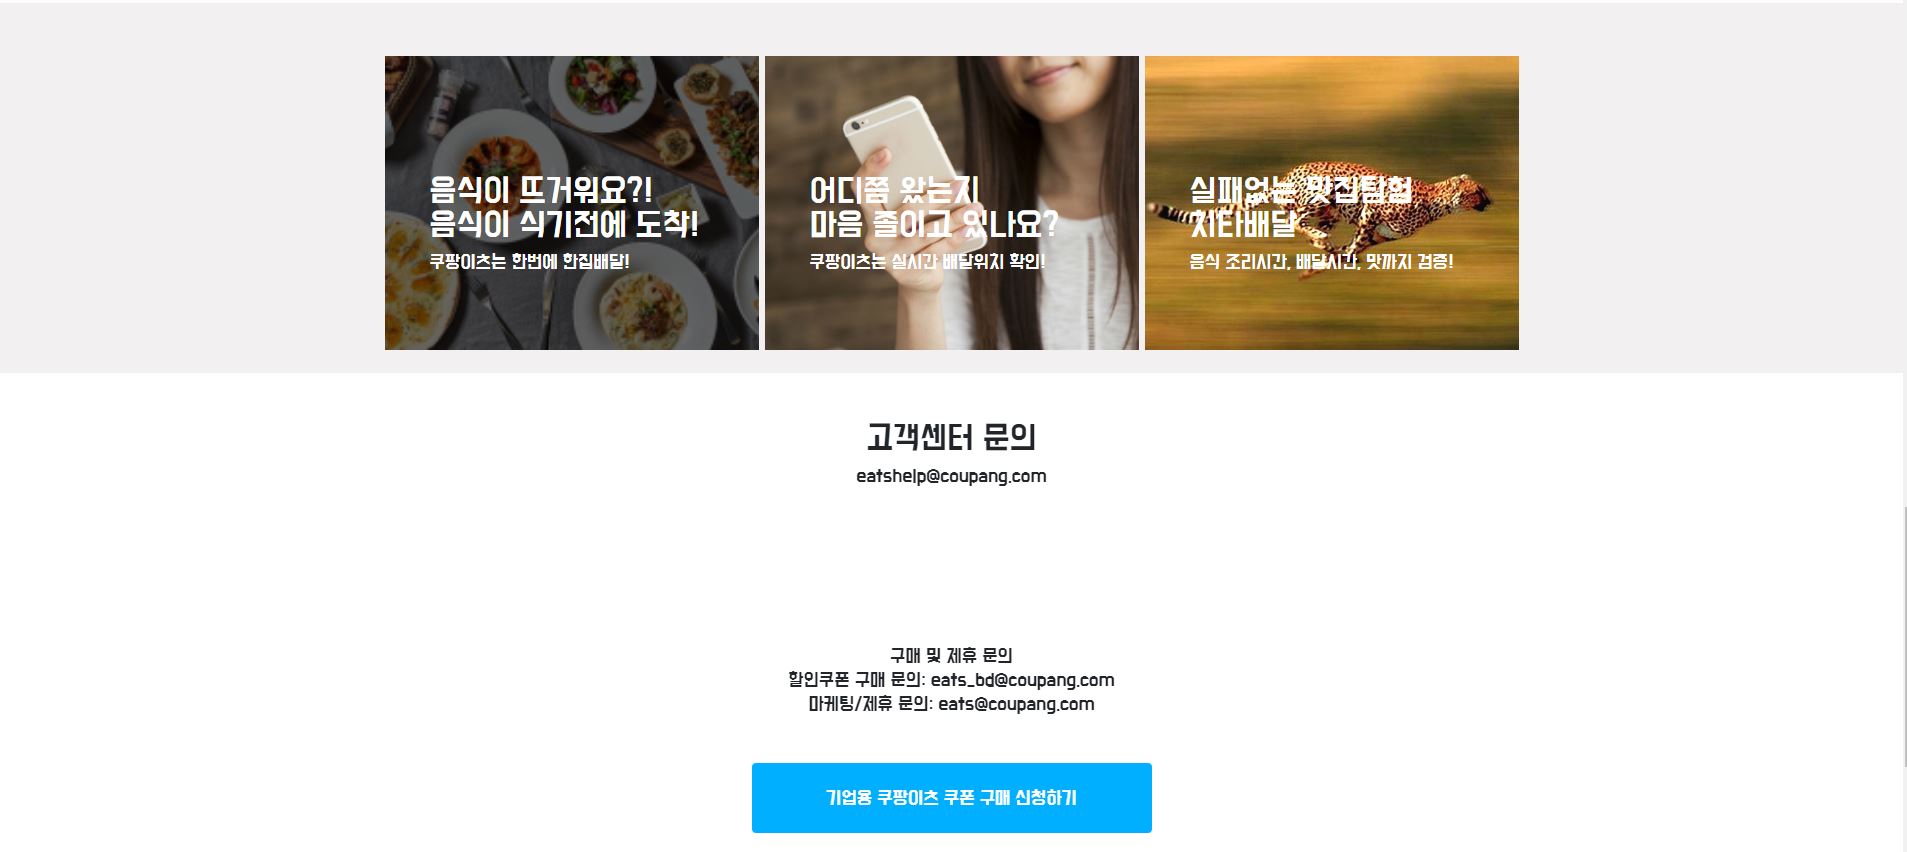 음식이 뜨거워요?!
음식이 식기전에 도착!
쿠팡이츠는 한번에 한집배달!
어디쯤 왔는지
마음 졸이고 있나요?
쿠팡이츠는 실시간 배달위치 확인!
실패없는 맛집탐험
치타배달
음식 조리시간, 배달시간, 맛까지 검증!
고객센터 문의
eatshelp@coupang.com
구매 및 제휴 문의
할인쿠폰 구매 문의: eats_bd@coupang.com
마케팅/제휴 문의: eats@coupang.com
기업용 쿠팡이츠 쿠폰 구매 신청하기